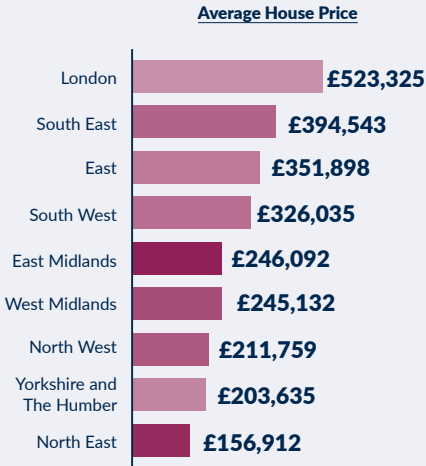 Average House Price
London £523,325
South East £394,543
East £351,898
South West £326,035
East Midlands £246,092
West Midlands £245,132
North West £211,759
Yorkshire and
The Humber £203,635
North East £156,912